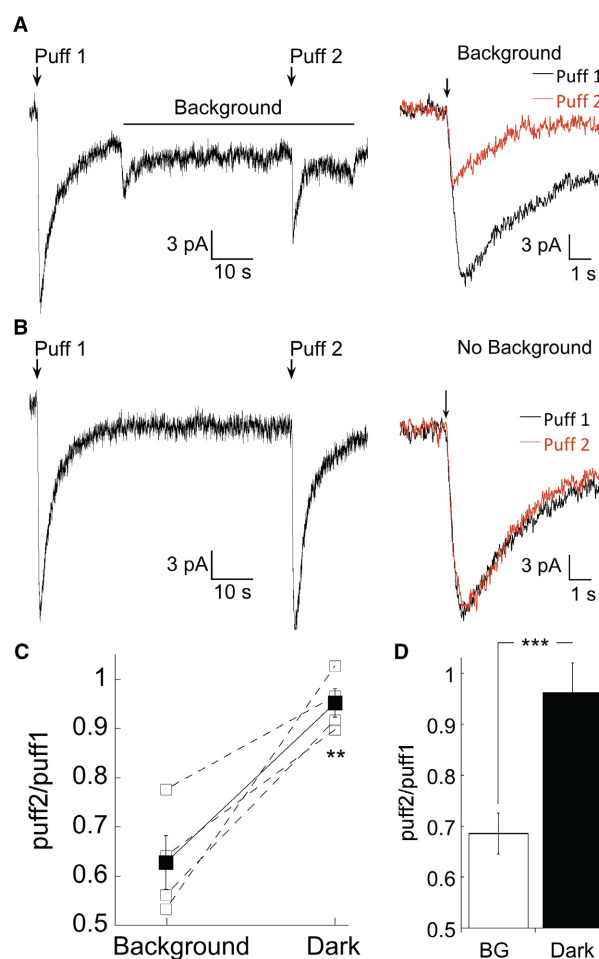 A
Puff 1 Puff 2
Background
3 pA
10 s
Background
Puff 1
Puff 2
3 pA
1 s
B
Puff 1 Puff 2
3 pA
10 s
No Background
Puff 1
Puff 2
3 pA
1 s
C
puff2/puff1
1
0.9
0.8
0.7
0.6
0.5
**
Background Dark
D
puff2/puff1
***
1
0.9
0.8
0.7
0.6
0.5
BG Dark